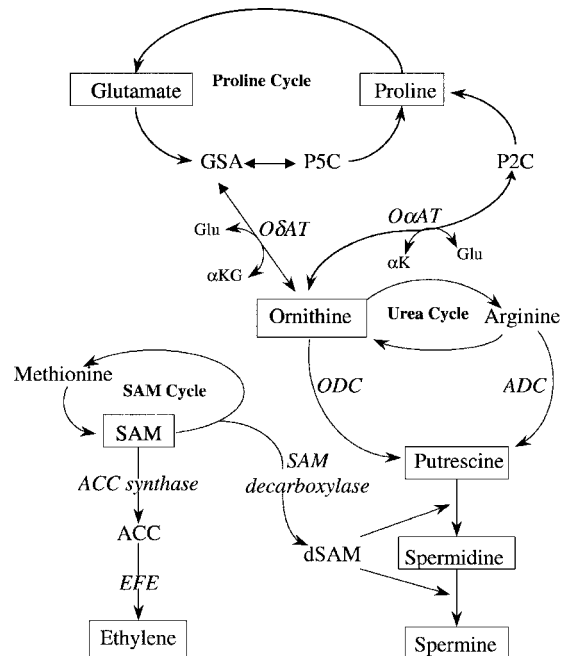 Glutamate
Proline Cycle
Proline
GSA
P5C
P2C
OδAT
OαAT
Glu
αKG
αK
Glu
Ornithine
Urea Cycle
Arginine
Methionine
SAM Cycle
ODC
ADC
SAM
ACC synthase
SAM
decarboxylase
Putrescine
ACC
dSAM
Spermidine
EFE
Ethylene
Spermine